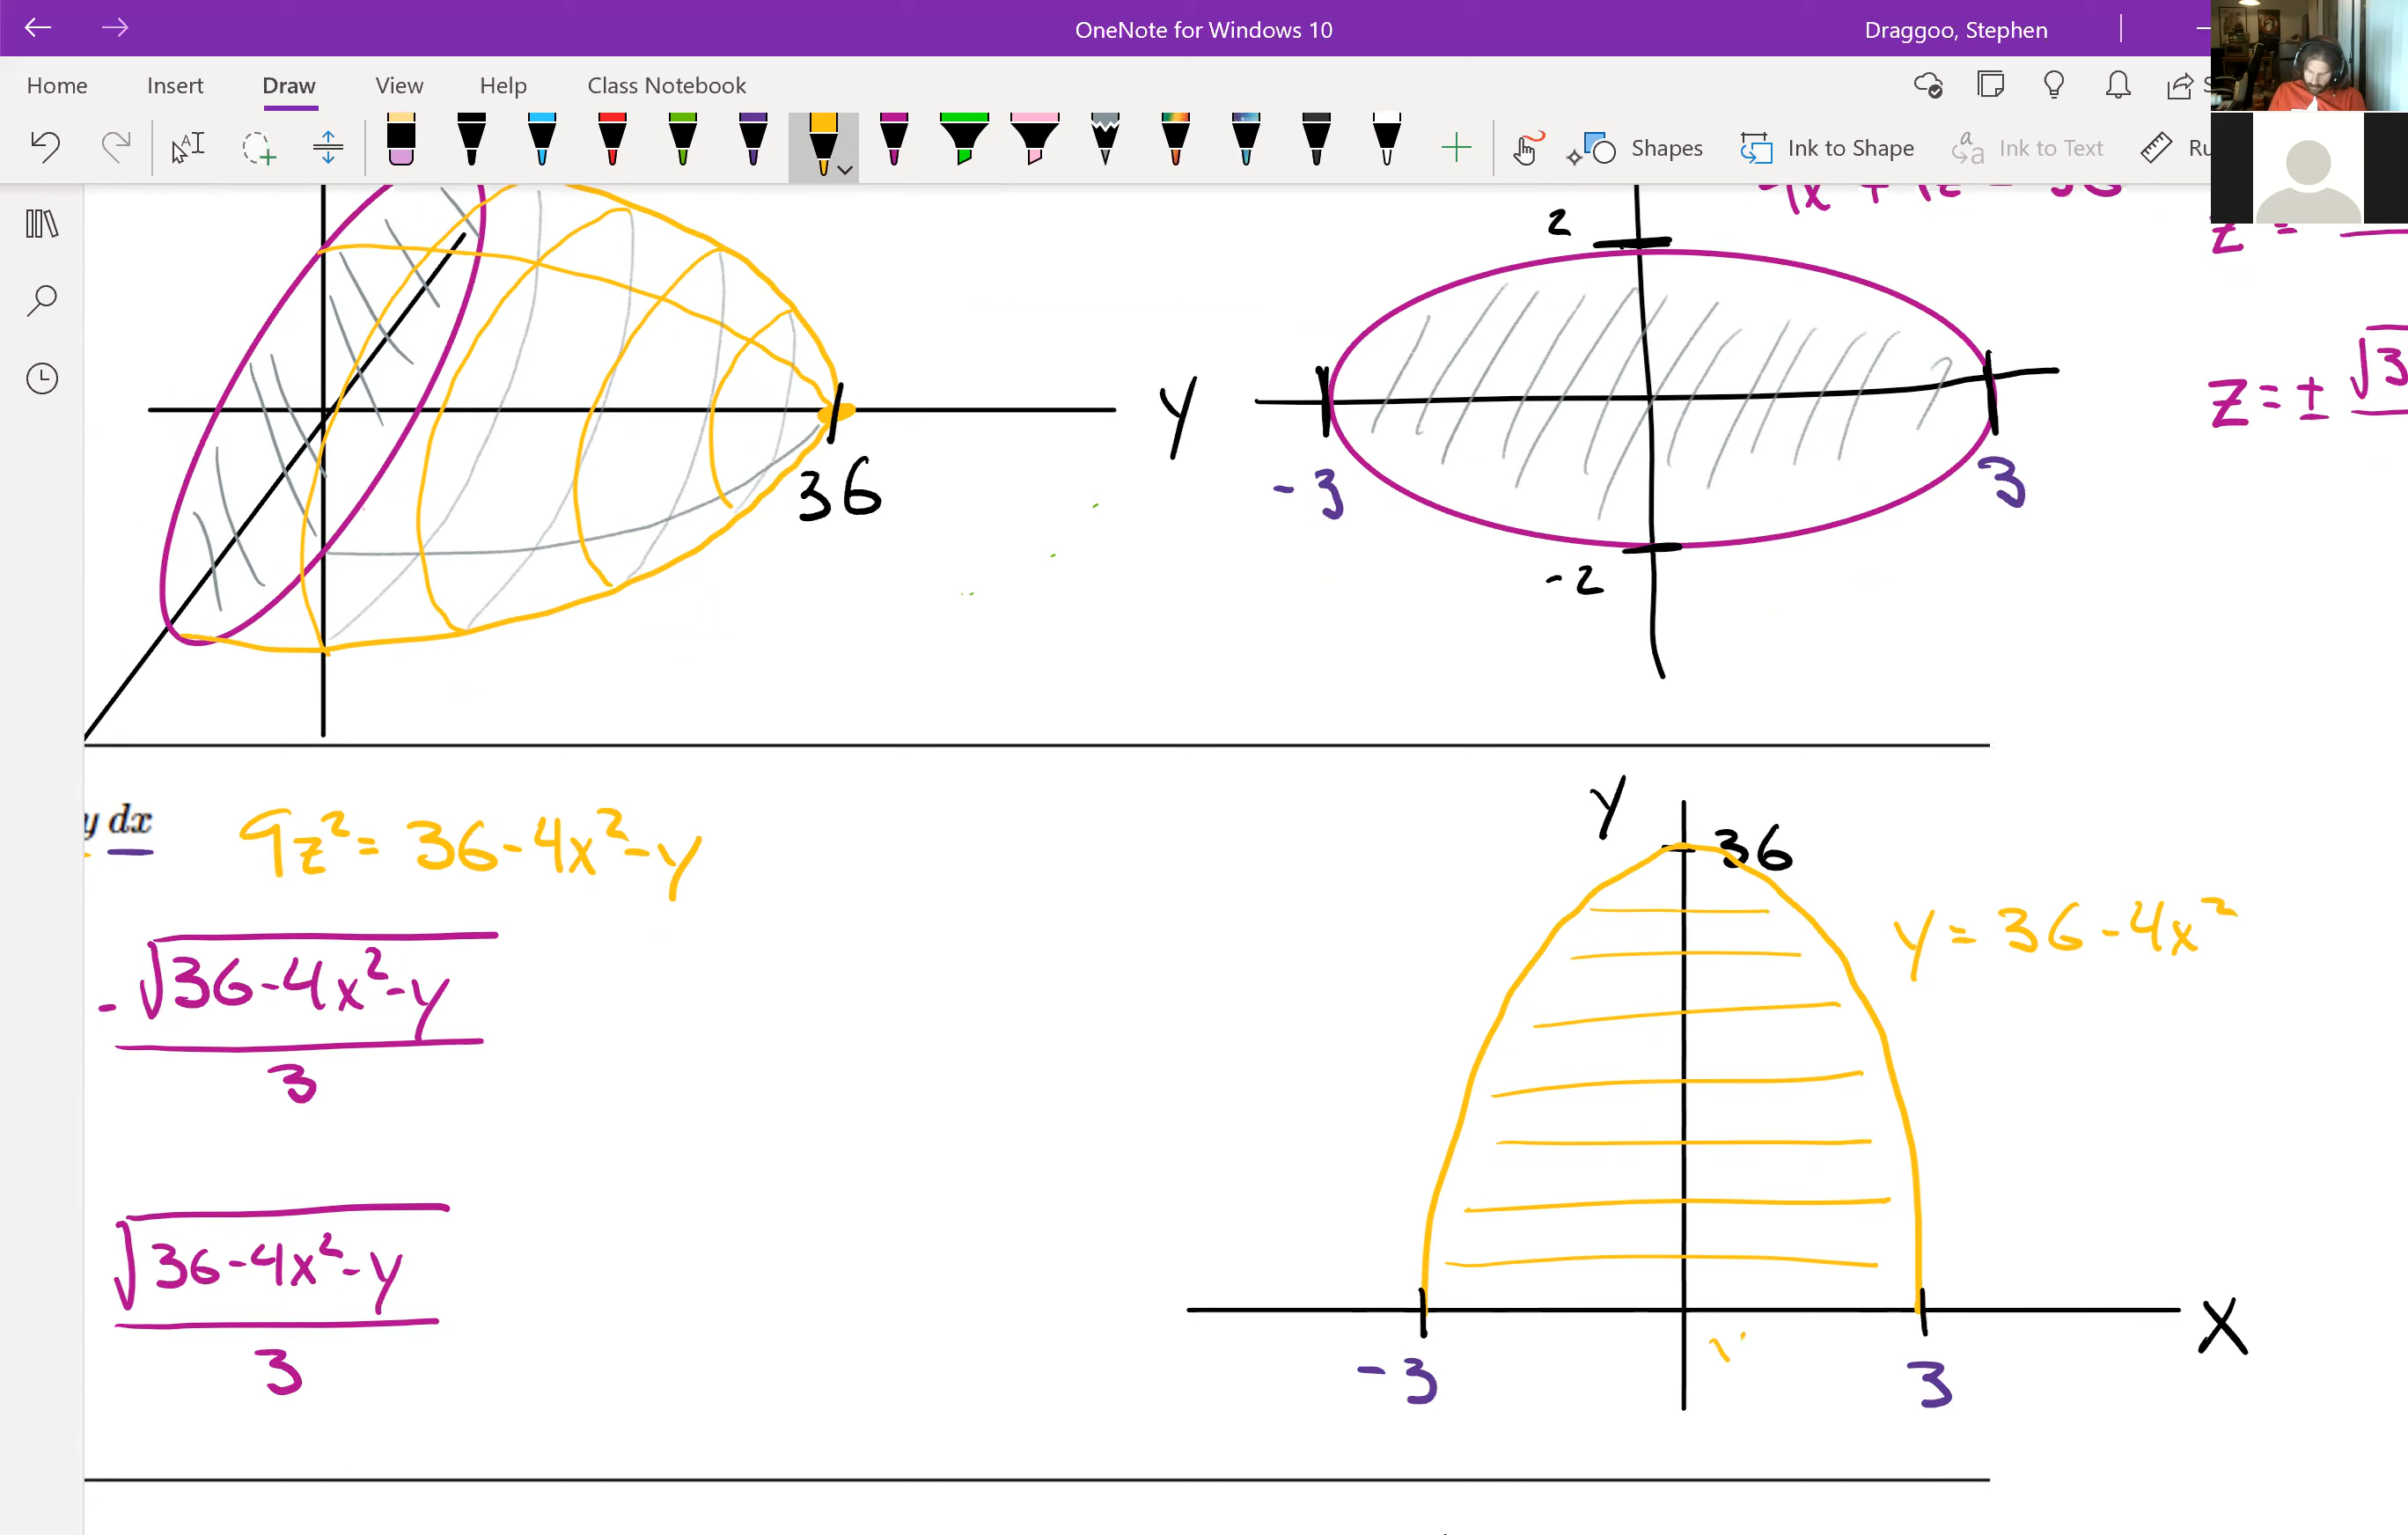 OneNote for Windows 10
Draggoo, Stephen
Home Insert Draw View Help Class Notebook
Shapes Ink to Shape Ink to Text Ru
2
z =
Y
36
-3
3
-2
z = ±
√3
y dx
9z² = 36-4x²-y
-√36-4x²-y
3
√36-4x²-y
3
Y
36
y = 36-4x²
X
-3
3